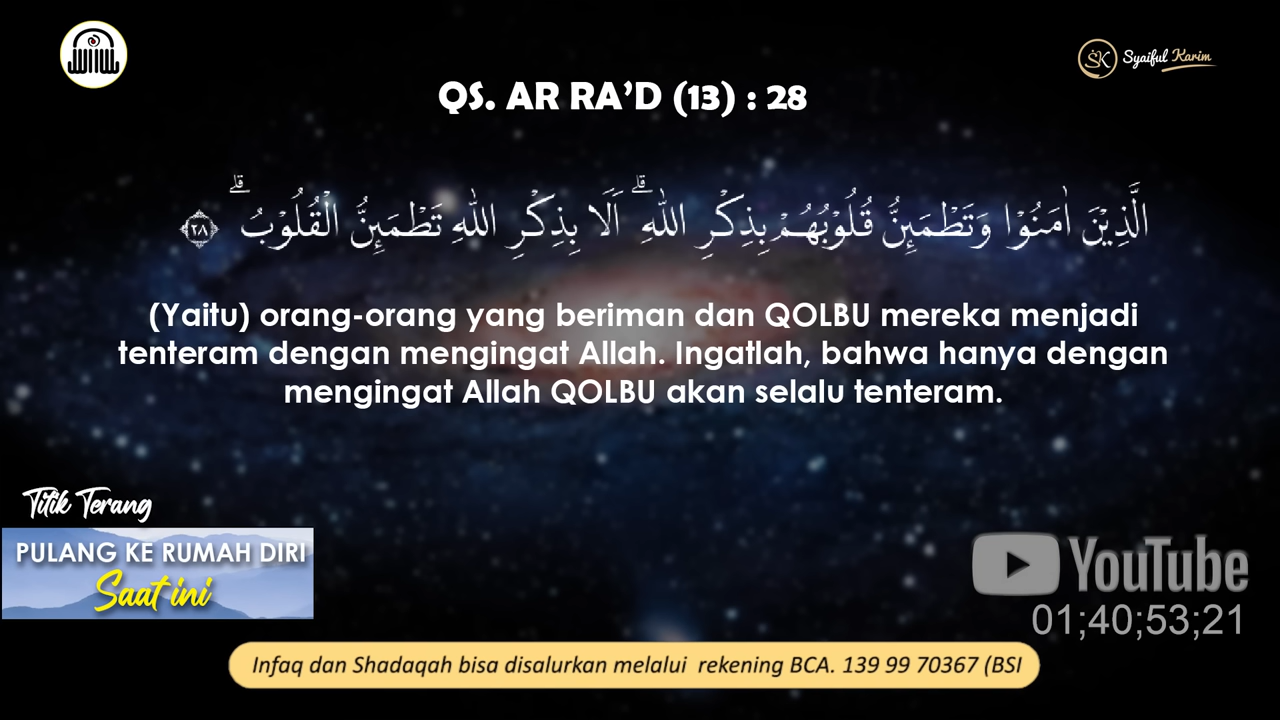 SK Syaiful Karim
QS. AR RA’D (13) : 28
الَّذِيْنَ اٰمَنُوْا وَتَطْمَىِٕنُّ قُلُوْبُهُمْ بِذِكْرِ اللّٰهِ ۗ اَلَا بِذِكْرِ اللّٰهِ تَطْمَىِٕنُّ الْقُلُوْبُ ۗ ﴿٢٨﴾
(Yaitu) orang-orang yang beriman dan QOLBU mereka menjadi
tenteram dengan mengingat Allah. Ingatlah, bahwa hanya dengan
mengingat Allah QOLBU akan selalu tenteram.
Titik Terang
PULANG KE RUMAH DIRI
Saat ini
YouTube
01;40;53;21
Infaq dan Shadaqah bisa disalurkan melalui rekening BCA. 139 99 70367 (BSI